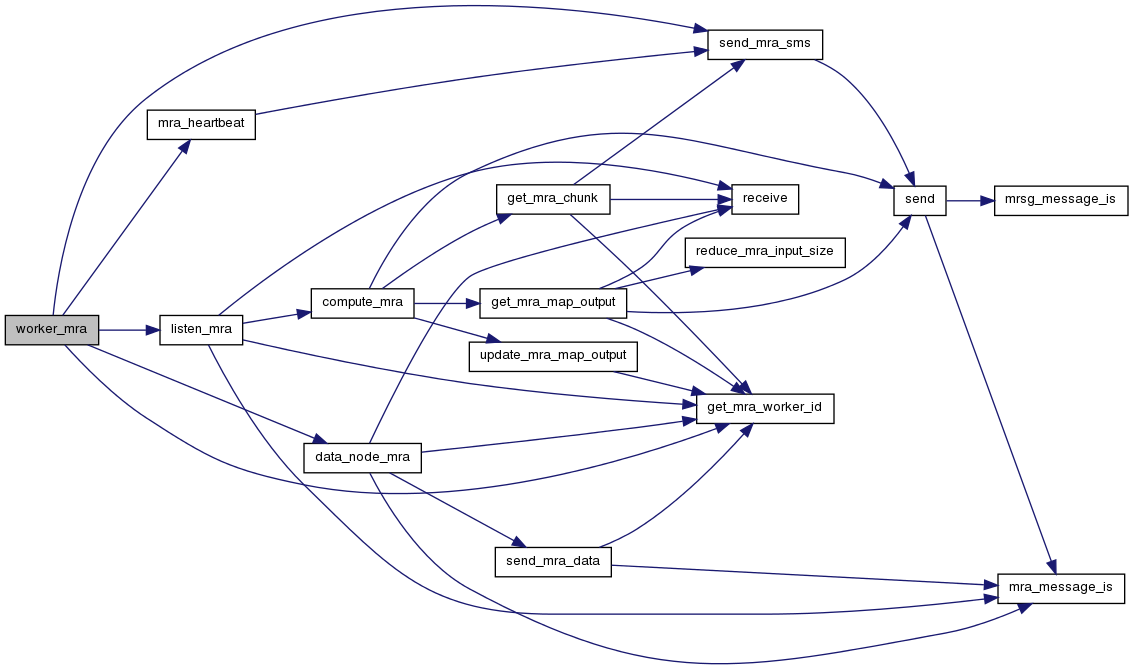 send_mra_sms
mra_heartbeat
get_mra_chunk
receive
send
mrsg_message_is
reduce_mra_input_size
compute_mra
get_mra_map_output
worker_mra
listen_mra
update_mra_map_output
get_mra_worker_id
data_node_mra
send_mra_data
mra_message_is